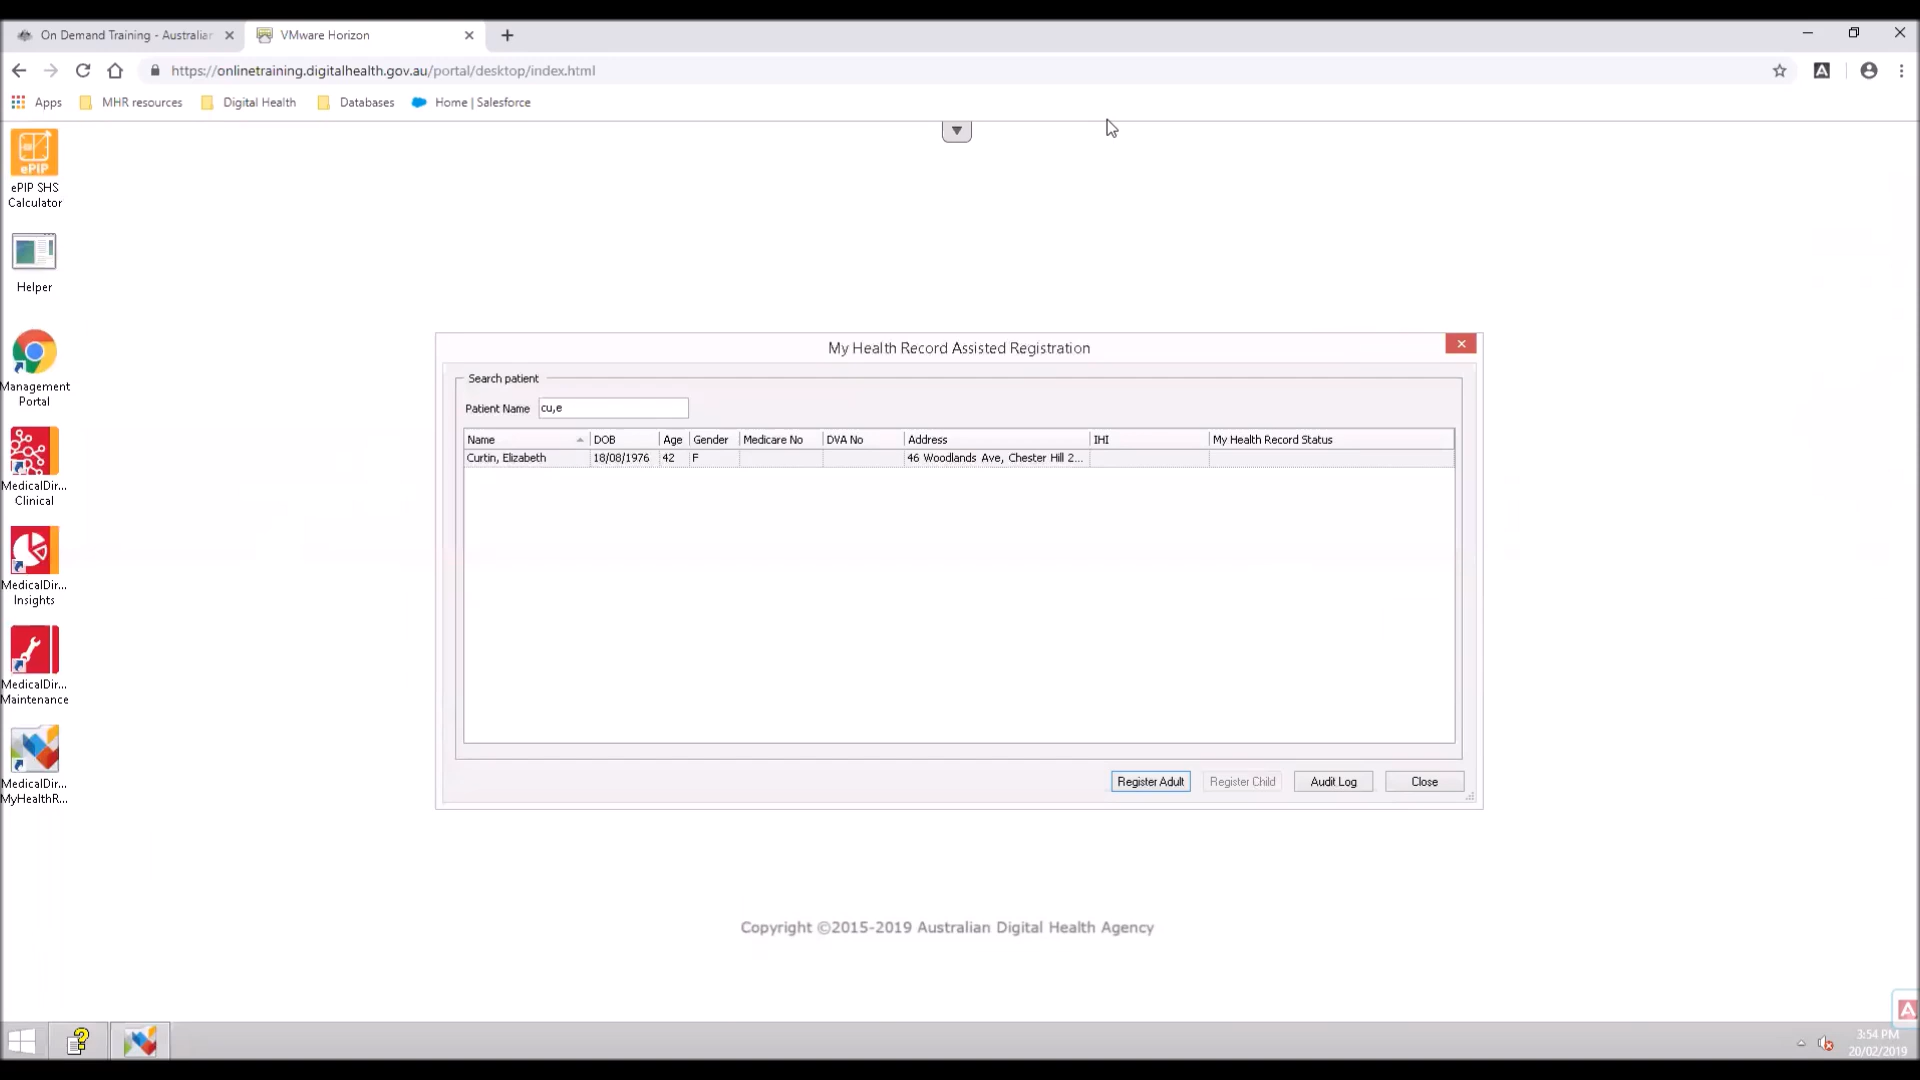 On Demand Training - Australian
VMware Horizon
https://onlinetraining.digitalhealth.gov.au/portal/desktop/index.html
Apps
MHR resources
Digital Health
Databases
Home | Salesforce
ePIP
ePIP SHS
Calculator
Helper
Management
Portal
MedicalDir...
Clinical
MedicalDir...
Insights
MedicalDir...
Maintenance
MedicalDir...
MyHealthR...
My Health Record Assisted Registration
Search patient
Patient Name cu,e
Name DOB Age Gender Medicare No DVA No Address IHI My Health Record Status
Curtin, Elizabeth 18/08/1976 42 F 46 Woodlands Ave, Chester Hill 2...
Register Adult Register Child Audit Log Close
Copyright ©2015-2019 Australian Digital Health Agency
3:54 PM
20/02/2019